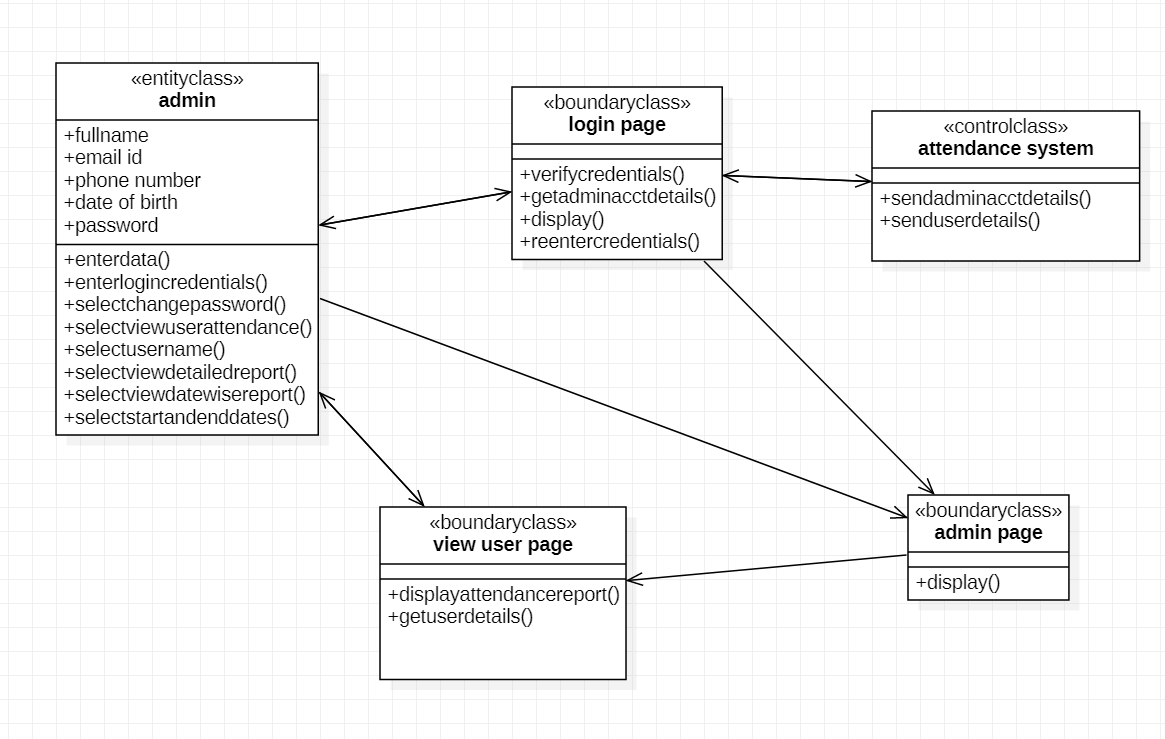 «entityclass»
admin
+fullname
+email id
+phone number
+date of birth
+password
+enterdata()
+enterlogincredentials()
+selectchangepassword()
+selectviewuserattendance()
+selectusername()
+selectviewdetailedreport()
+selectviewdatewisereport()
+selectstartandenddates()
«boundaryclass»
login page
+verifycredentials()
+getadminacctdetails()
+display()
+reentercredentials()
«controlclass»
attendance system
+sendadminacctdetails()
+senduserdetails()
«boundaryclass»
view user page
+displayattendancereport()
+getuserdetails()
«boundaryclass»
admin page
+display()